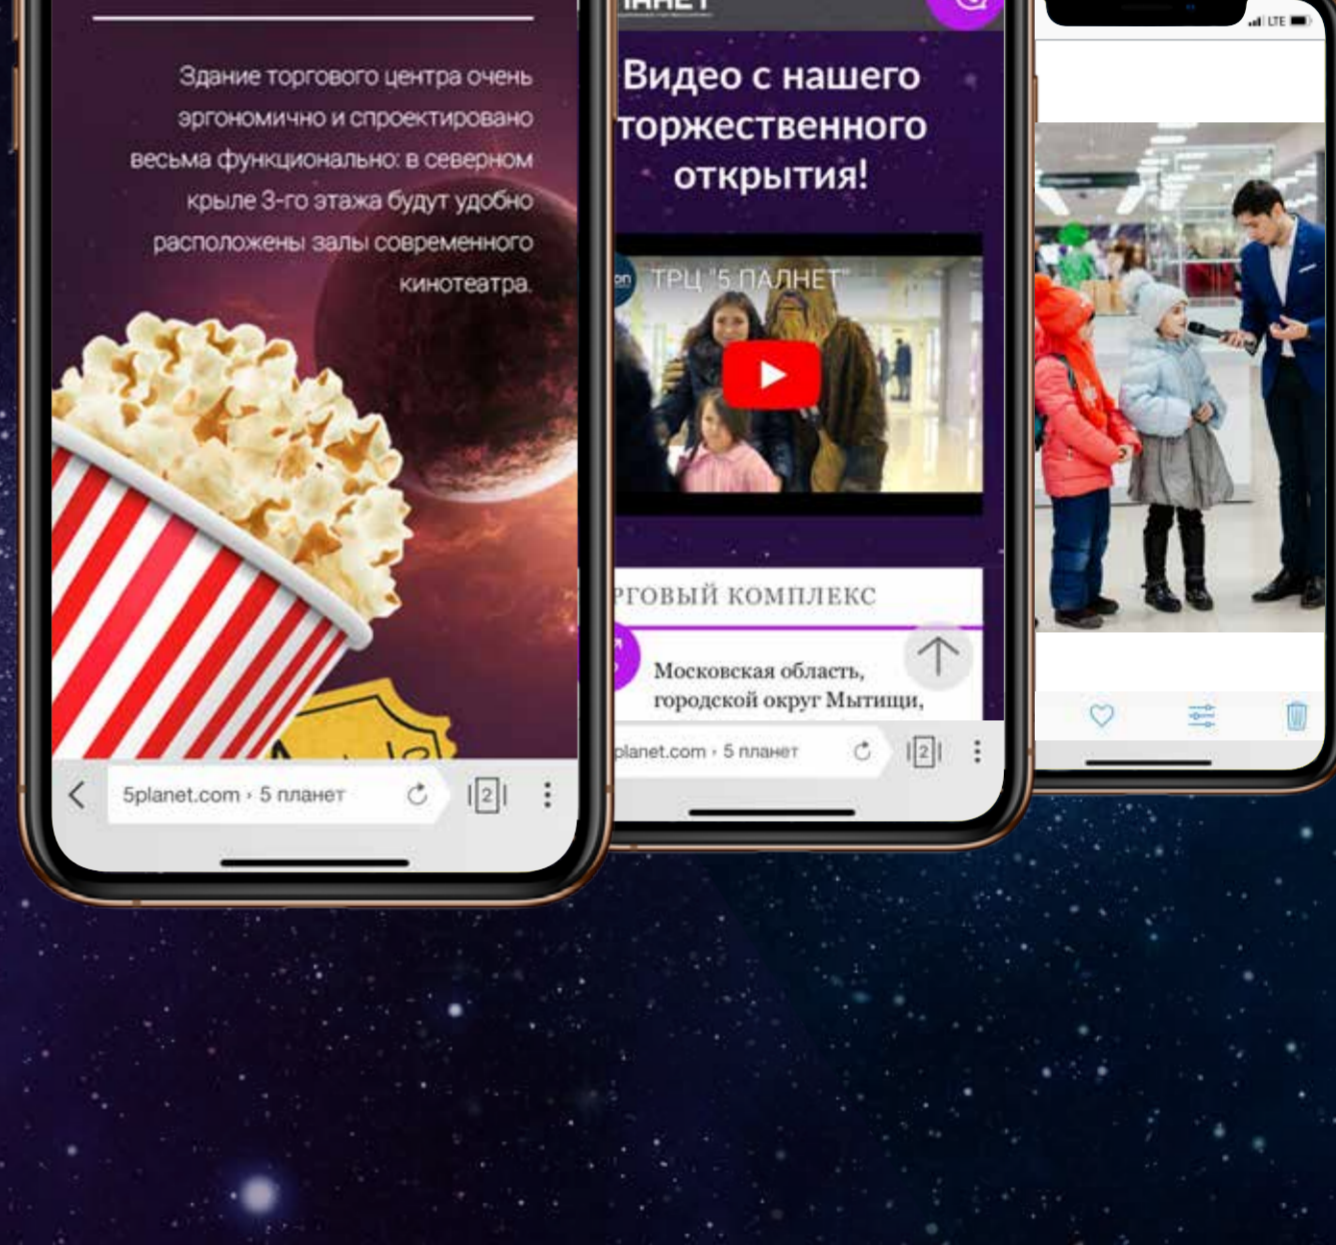 Здание торгового центра очень
эргономично и спроектировано
весьма функционально: в северном
крыле 3-го этажа будут удобно
расположены залы современного
кинотеатра.
5planet.com › 5 планет
2
Видео с нашего
торжественного
открытия!
on
ТРЦ "5 ПАЛНЕТ"
РГОВЫЙ КОМПЛЕКС
Московская область,
городской округ Мытищи,
planet.com › 5 планет
2
LTE